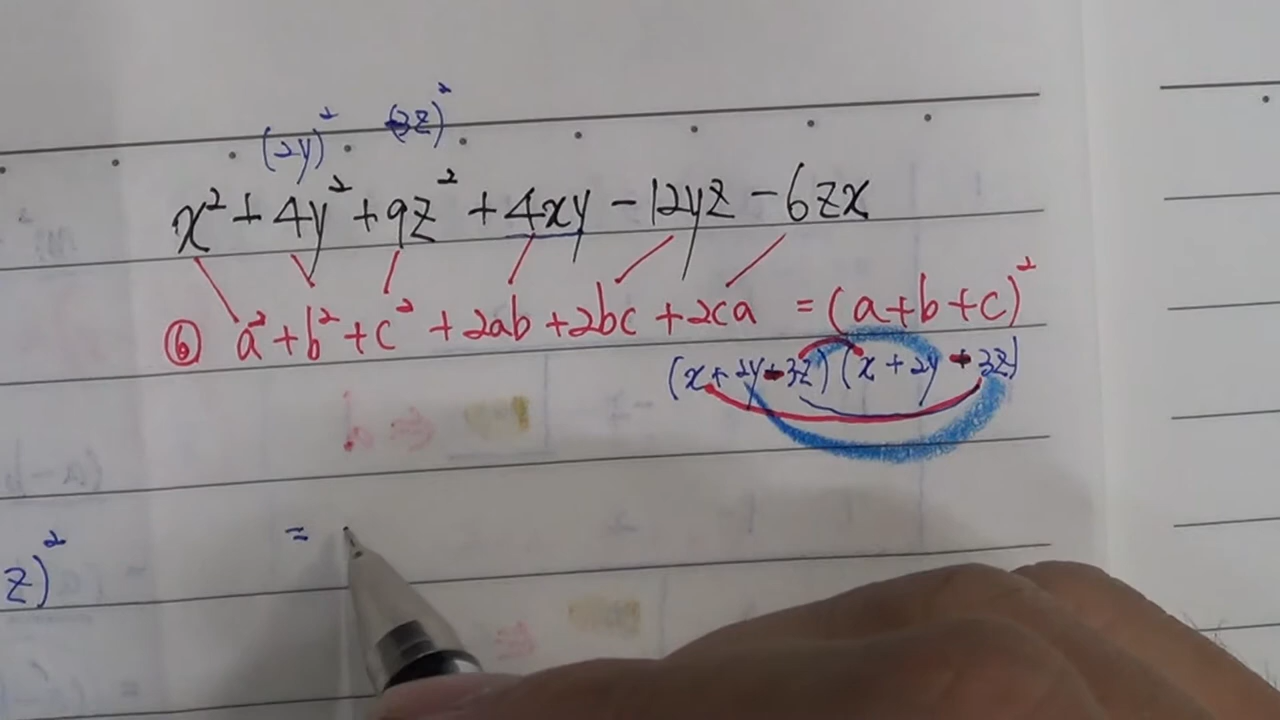 (2y)² (3z)²
x² + 4y² + 9z² + 4xy - 12yz - 6zx
⑥ a² + b² + c² + 2ab + 2bc + 2ca = (a+b+c)²
(x + 2y - 3z)(x + 2y - 3z)
=
z)²